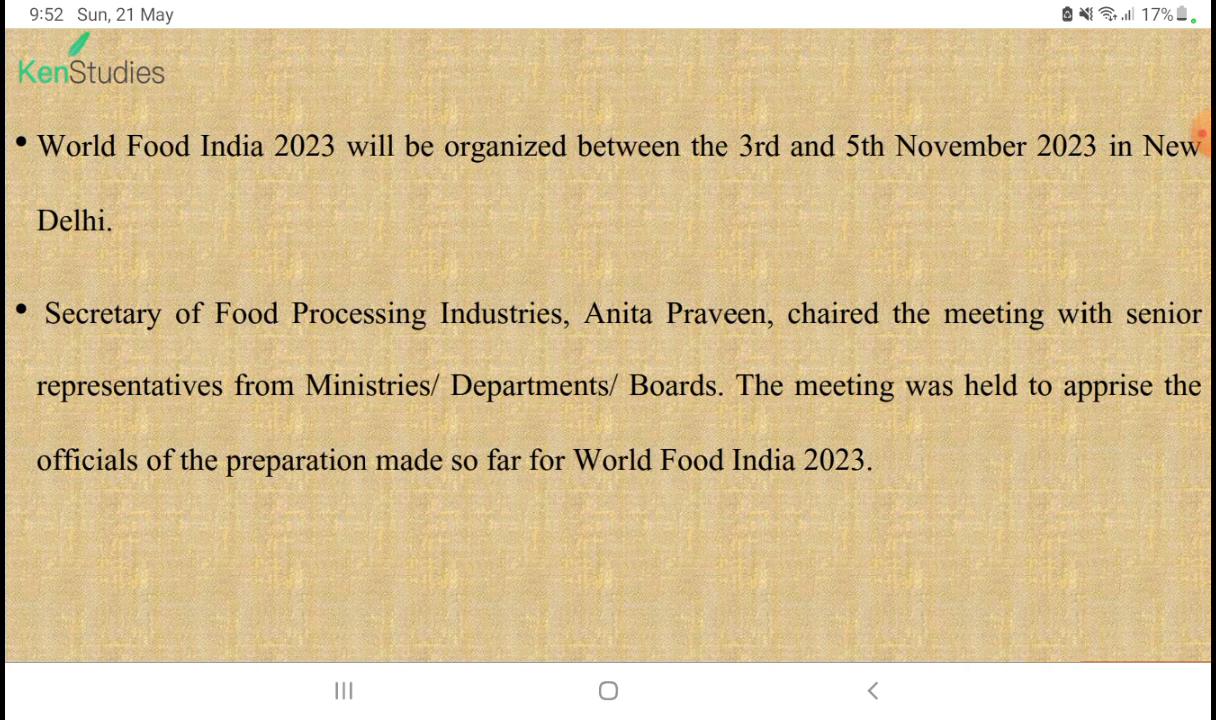 9:52 Sun, 21 May 17%
KenStudies
• World Food India 2023 will be organized between the 3rd and 5th November 2023 in New
Delhi.
• Secretary of Food Processing Industries, Anita Praveen, chaired the meeting with senior
representatives from Ministries/ Departments/ Boards. The meeting was held to apprise the
officials of the preparation made so far for World Food India 2023.